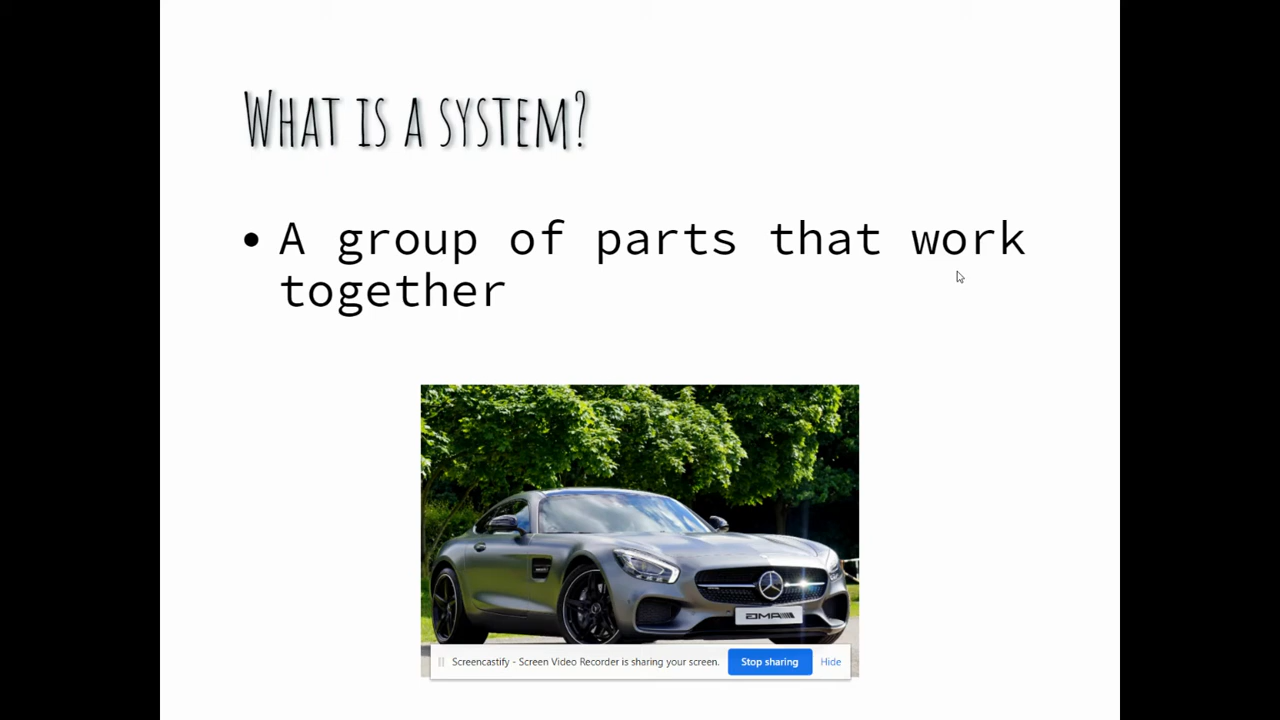 WHAT IS A SYSTEM?
• A group of parts that work
together
AMG
Screencastify - Screen Video Recorder is sharing your screen.
Stop sharing
Hide